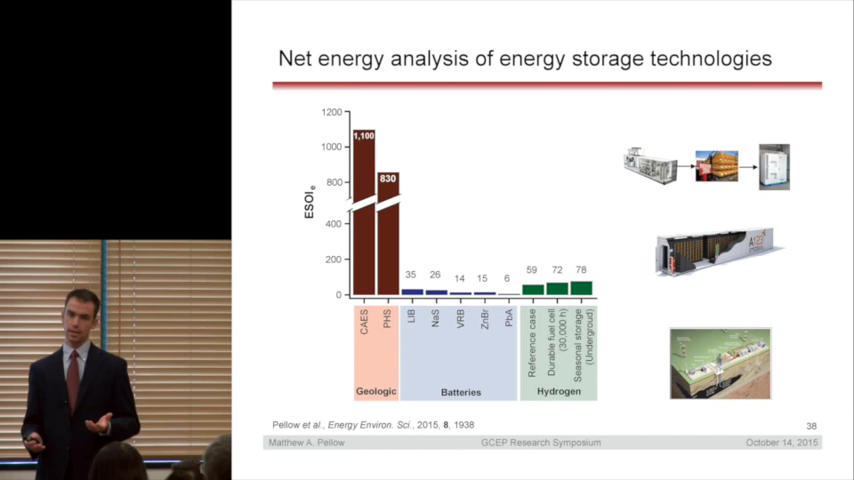 Net energy analysis of energy storage technologies
1200
1000
800
400
200
0
ESOIe
1,100
830
35
26
14
15
6
59
72
78
CAES
PHS
LIB
NaS
VRB
ZnBr
PbA
Reference case
Durable fuel cell
(30,000 h)
Seasonal storage
(Undergroud)
Geologic
Batteries
Hydrogen
A123
Pellow et al., Energy Environ. Sci., 2015, 8, 1938
38
Matthew A. Pellow
GCEP Research Symposium
October 14, 2015